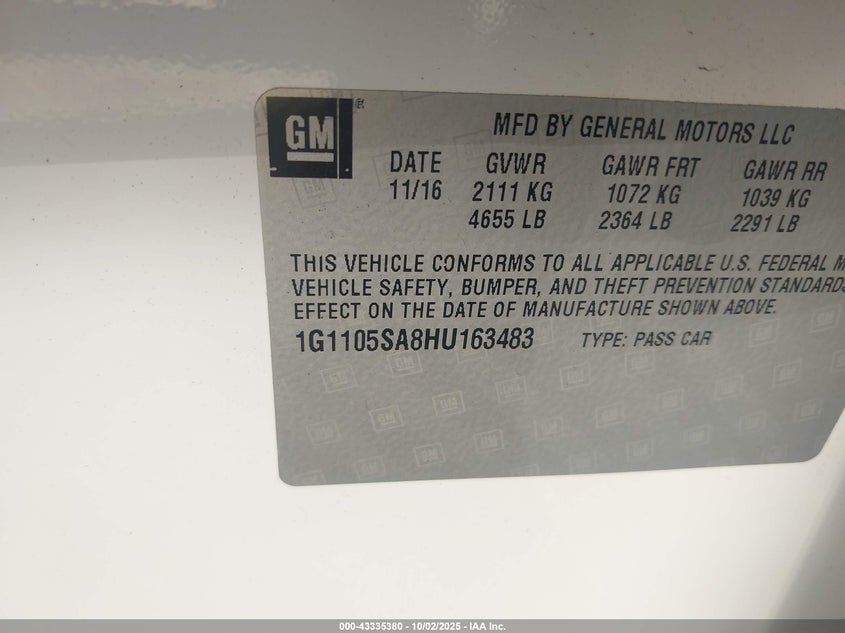 GM ®
MFD BY GENERAL MOTORS LLC
DATE GVWR GAWR FRT GAWR RR
11/16 2111 KG 1072 KG 1039 KG
4655 LB 2364 LB 2291 LB
THIS VEHICLE CONFORMS TO ALL APPLICABLE U.S. FEDERAL M
VEHICLE SAFETY, BUMPER, AND THEFT PREVENTION STANDARDS
EFFECT ON THE DATE OF MANUFACTURE SHOWN ABOVE.
1G1105SA8HU163483 TYPE: PASS CAR
000-43335380 - 10/02/2025 - IAA Inc.